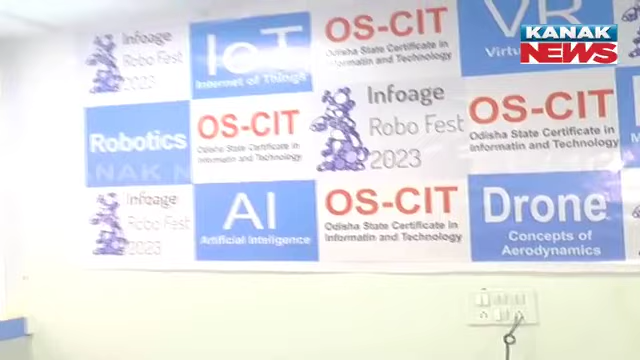 KANAK
NEWS
Infoage
Robo Fest
2023
IoT
Internet of Things
OS-CIT
Odisha State Certificate in
Informatin and Technology
VR
Robotics
OS-CIT
Odisha State Certificate in
Informatin and Technology
Infoage
Robo Fest
2023
OS-CIT
Odisha State Certificate in
Informatin and Technology
KANAK N
Infoage
Robo Fest
2023
AI
Artificial Inteligence
OS-CIT
Odisha State Certificate in
Informatin and Technology
Drone
Concepts of
Aerodynamics